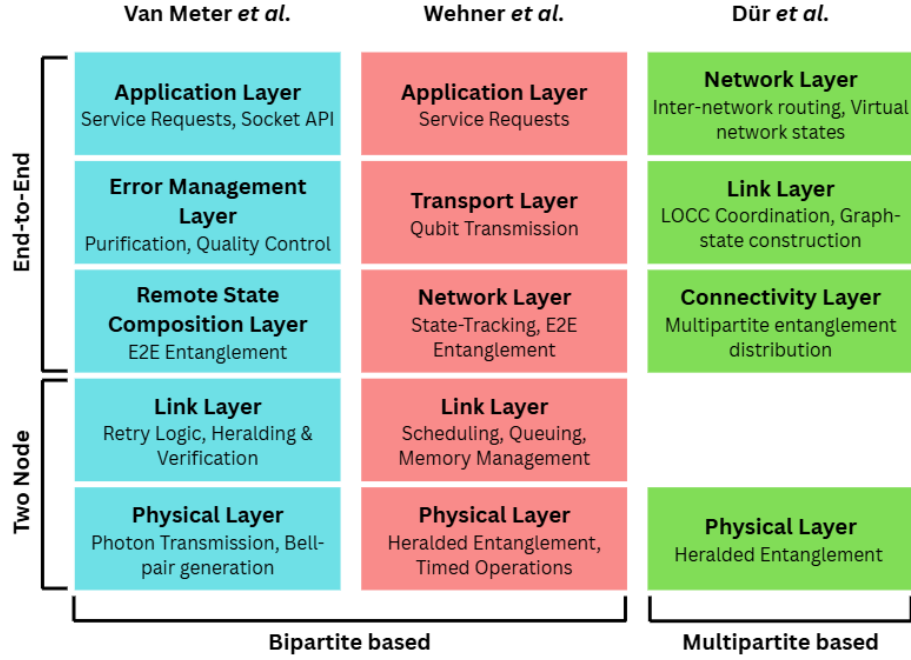 Van Meter et al.
Wehner et al.
Dür et al.
End-to-End
Application Layer
Service Requests, Socket API
Application Layer
Service Requests
Network Layer
Inter-network routing, Virtual
network states
Error Management
Layer
Purification, Quality Control
Transport Layer
Qubit Transmission
Link Layer
LOCC Coordination, Graph-
state construction
Remote State
Composition Layer
E2E Entanglement
Network Layer
State-Tracking, E2E
Entanglement
Connectivity Layer
Multipartite entanglement
distribution
Two Node
Link Layer
Retry Logic, Heralding &
Verification
Link Layer
Scheduling, Queuing,
Memory Management
Physical Layer
Photon Transmission, Bell-
pair generation
Physical Layer
Heralded Entanglement,
Timed Operations
Physical Layer
Heralded Entanglement
Bipartite based
Multipartite based